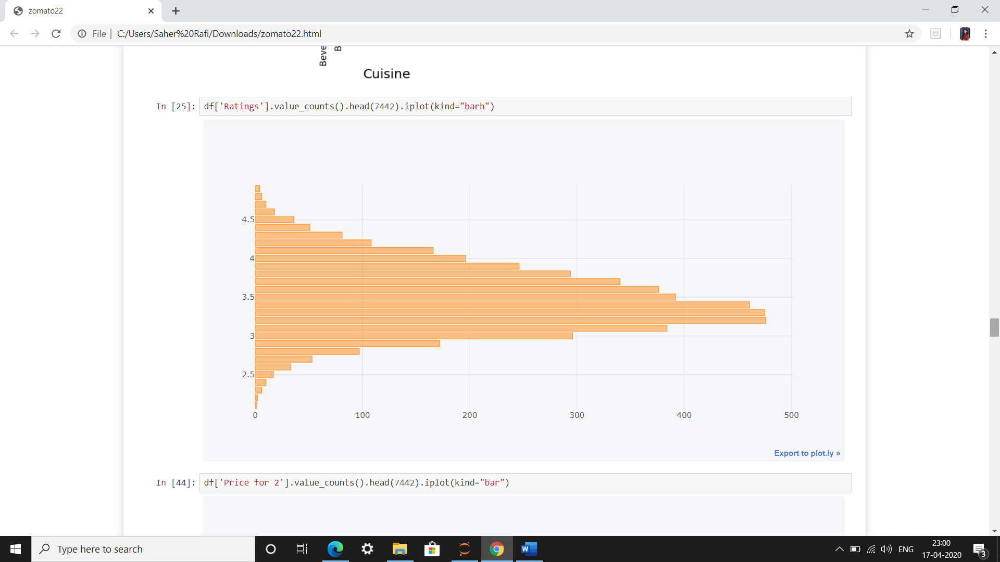 zomato22
File | C:/Users/Saher%20Rafi/Downloads/zomato22.html
Beve
B
Cuisine
In [25]: df['Ratings'].value_counts().head(7442).iplot(kind="barh")
4.5
4
3.5
3
2.5
0 100 200 300 400 500
Export to plot.ly »
In [44]: df['Price for 2'].value_counts().head(7442).iplot(kind="bar")
Type here to search
W
ENG
23:00
17-04-2020
3